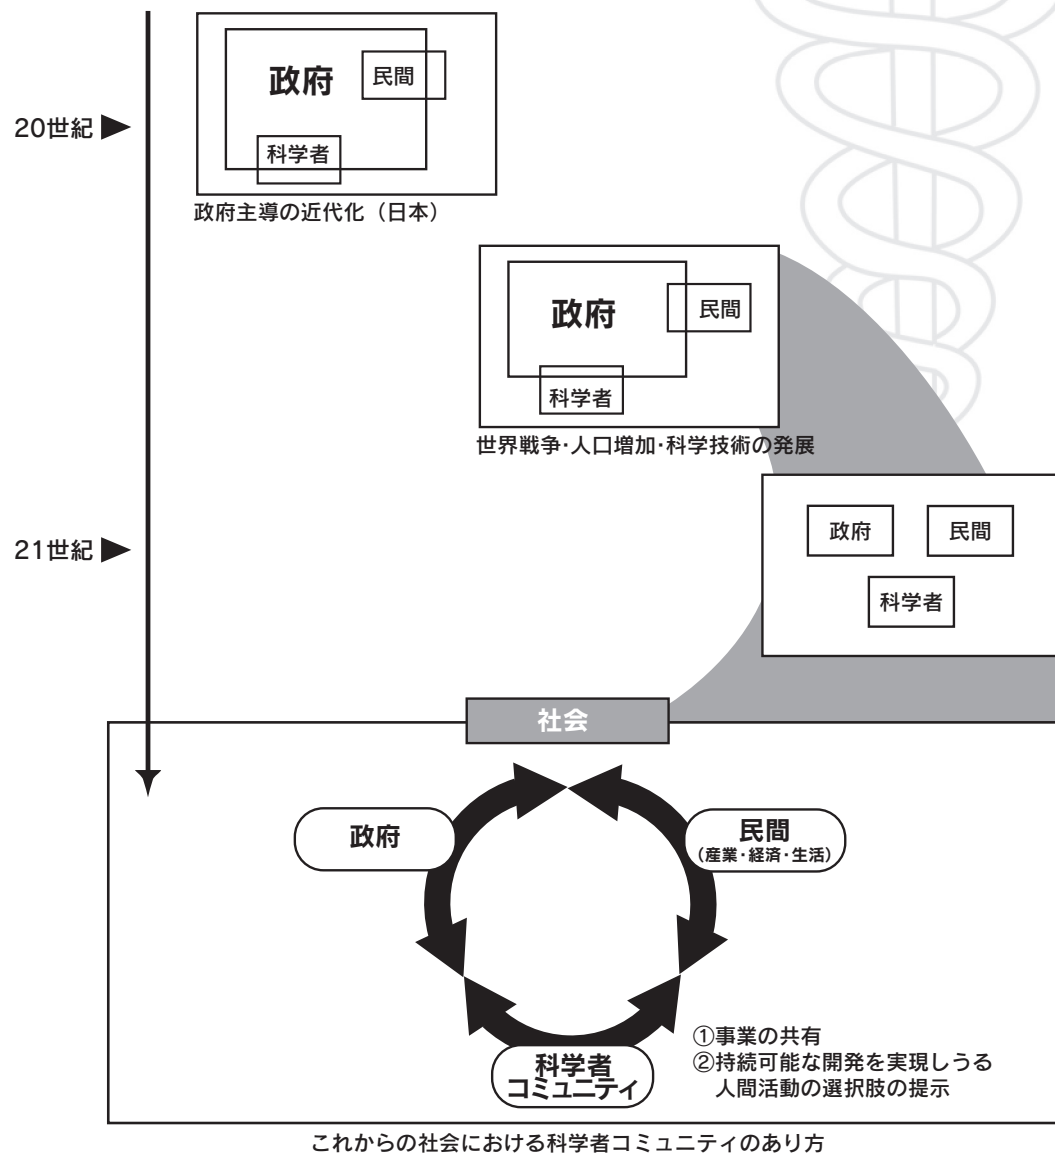 20世紀
政府
民間
科学者
政府主導の近代化（日本）
政府
民間
科学者
世界戦争・人口増加・科学技術の発展
21世紀
政府
民間
科学者
社会
政府
民間
（産業・経済・生活）
科学者
コミュニティ
①事業の共有
②持続可能な開発を実現しうる
人間活動の選択肢の提示
これからの社会における科学者コミュニティのあり方